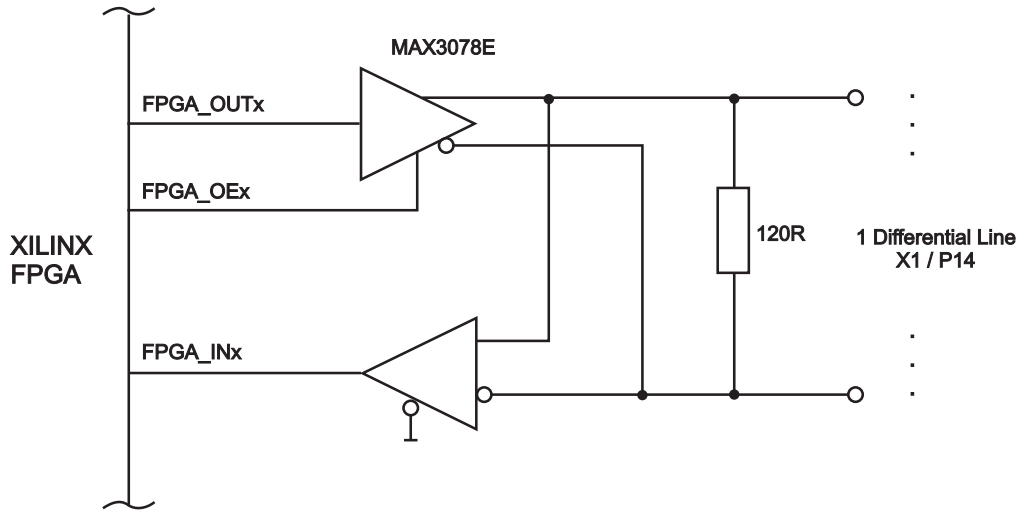 MAX3078E
FPGA_OUTx
FPGA_OEx
XILINX
FPGA
120R
1 Differential Line
X1 / P14
FPGA_INx